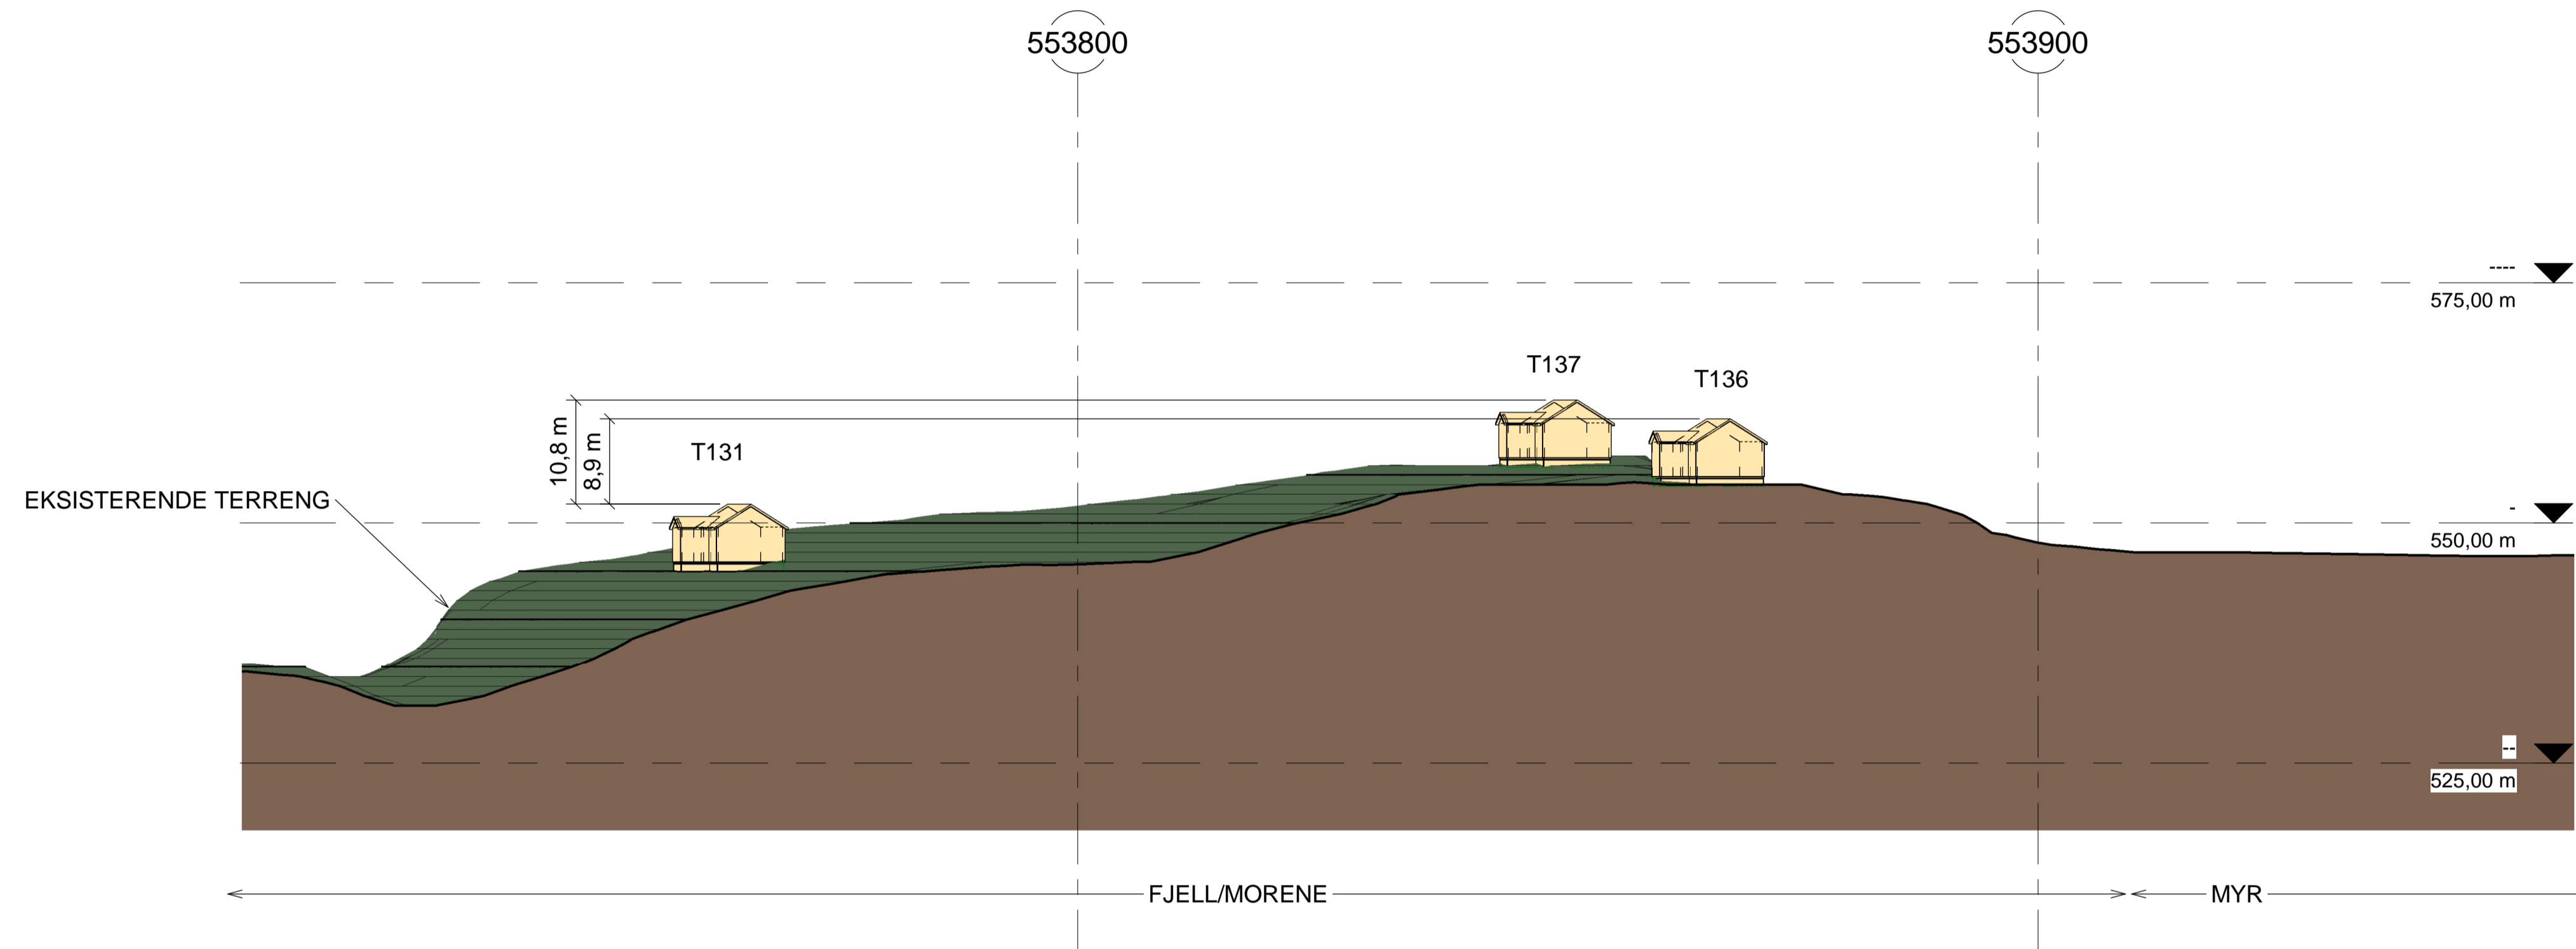 553800
553900
----
575,00 m
T137
T136
10,8 m
8,9 m
T131
EKSISTERENDE TERRENG
-
550,00 m
--
525,00 m
FJELL/MORENE
MYR